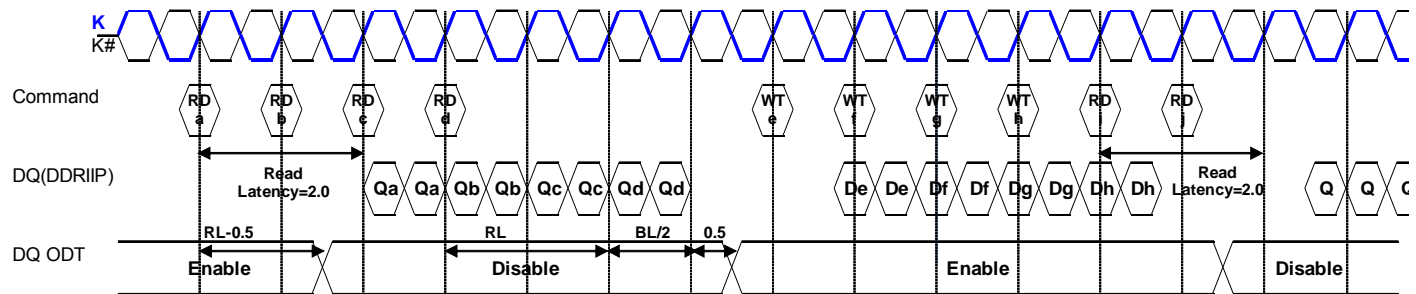 K
K#
Command
RD a RD b RD c RD d WT e WT f WT g WT h RD i RD j
Read Latency=2.0
Read Latency=2.0
DQ(DDRIIP)
Qa Qa Qb Qb Qc Qc Qd Qd De De Df Df Dg Dg Dh Dh Q Q Q
RL-0.5 RL BL/2 0.5
DQ ODT
Enable Disable Enable Disable